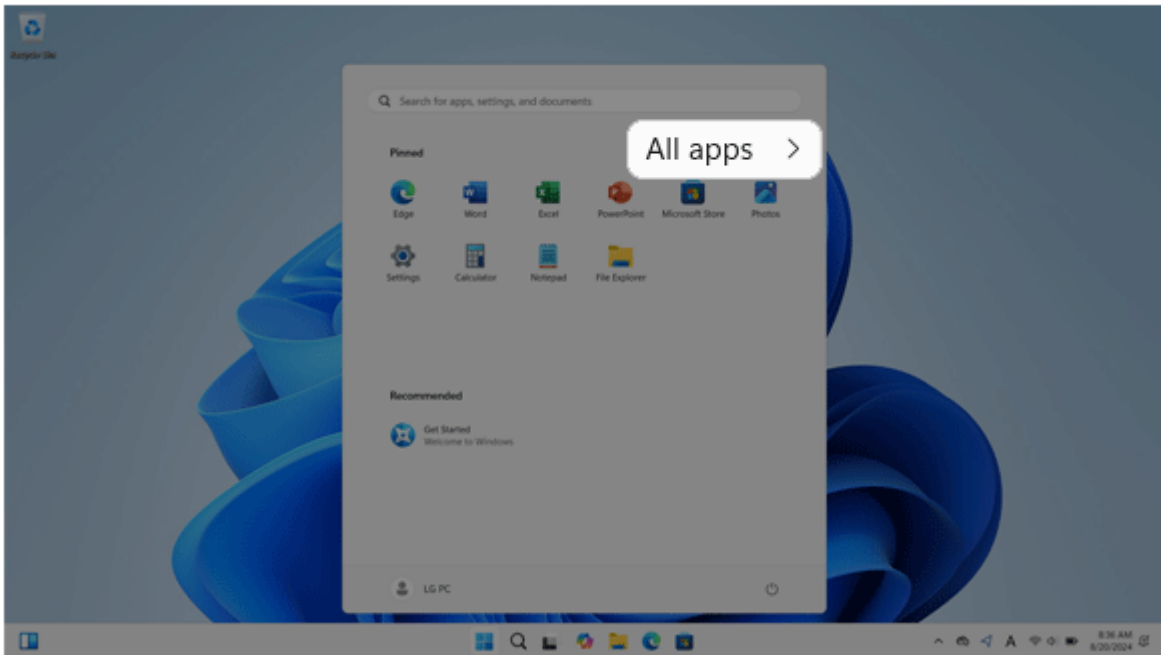 Recycle Bin
Search for apps, settings, and documents
Pinned
All apps
Edge Word Excel PowerPoint Microsoft Store Photos
Settings Calculator Notepad File Explorer
Recommended
Get Started
Welcome to Windows
LG PC
A
8:36 AM
8/20/2024